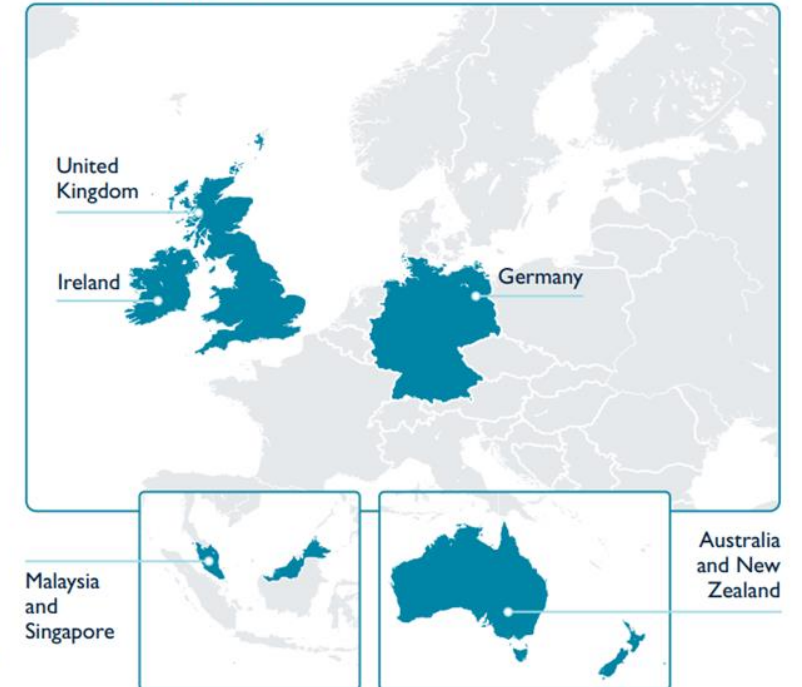 United
Kingdom
Ireland
Germany
Malaysia
and
Singapore
Australia
and New
Zealand